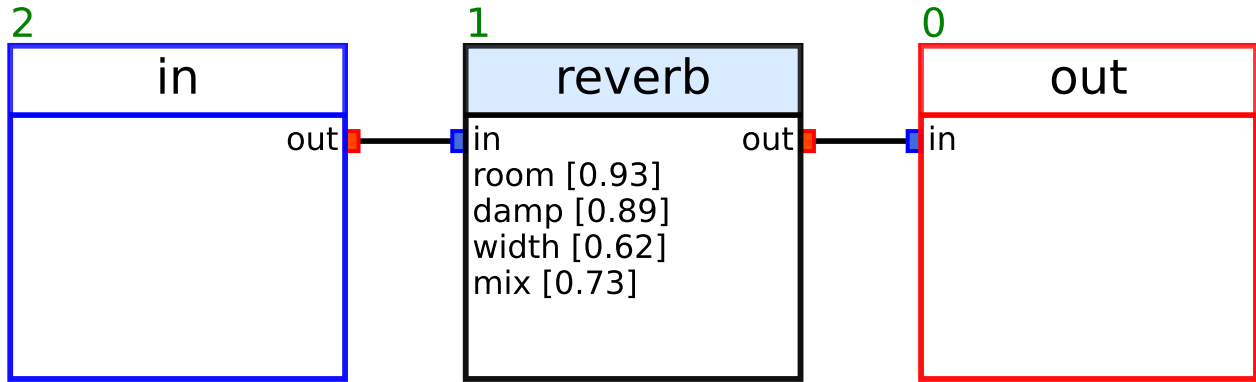 2
in
out
1
reverb
in
out
room [0.93]
damp [0.89]
width [0.62]
mix [0.73]
0
out
in